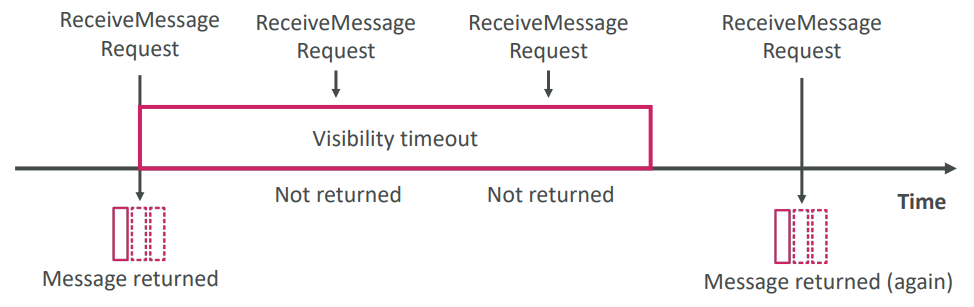 ReceiveMessage
Request
ReceiveMessage
Request
ReceiveMessage
Request
ReceiveMessage
Request
Visibility timeout
Not returned
Not returned
Time
Message returned
Message returned (again)